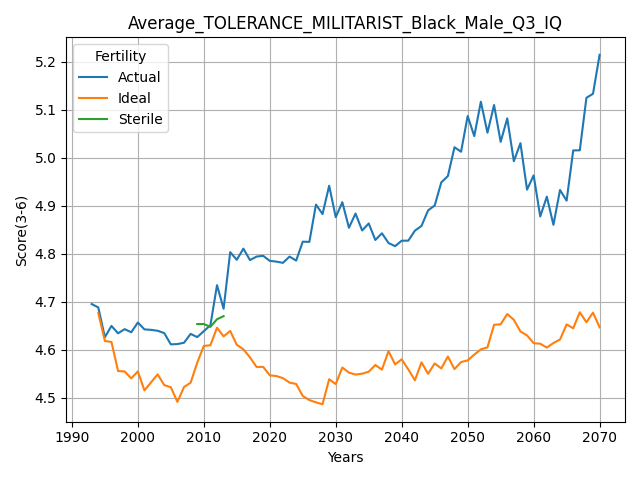 Average_TOLERANCE_MILITARIST_Black_Male_Q3_IQ
Fertility
Actual
Ideal
Sterile
Score(3-6)
5.2
5.1
5.0
4.9
4.8
4.7
4.6
4.5
1990 2000 2010 2020 2030 2040 2050 2060 2070
Years